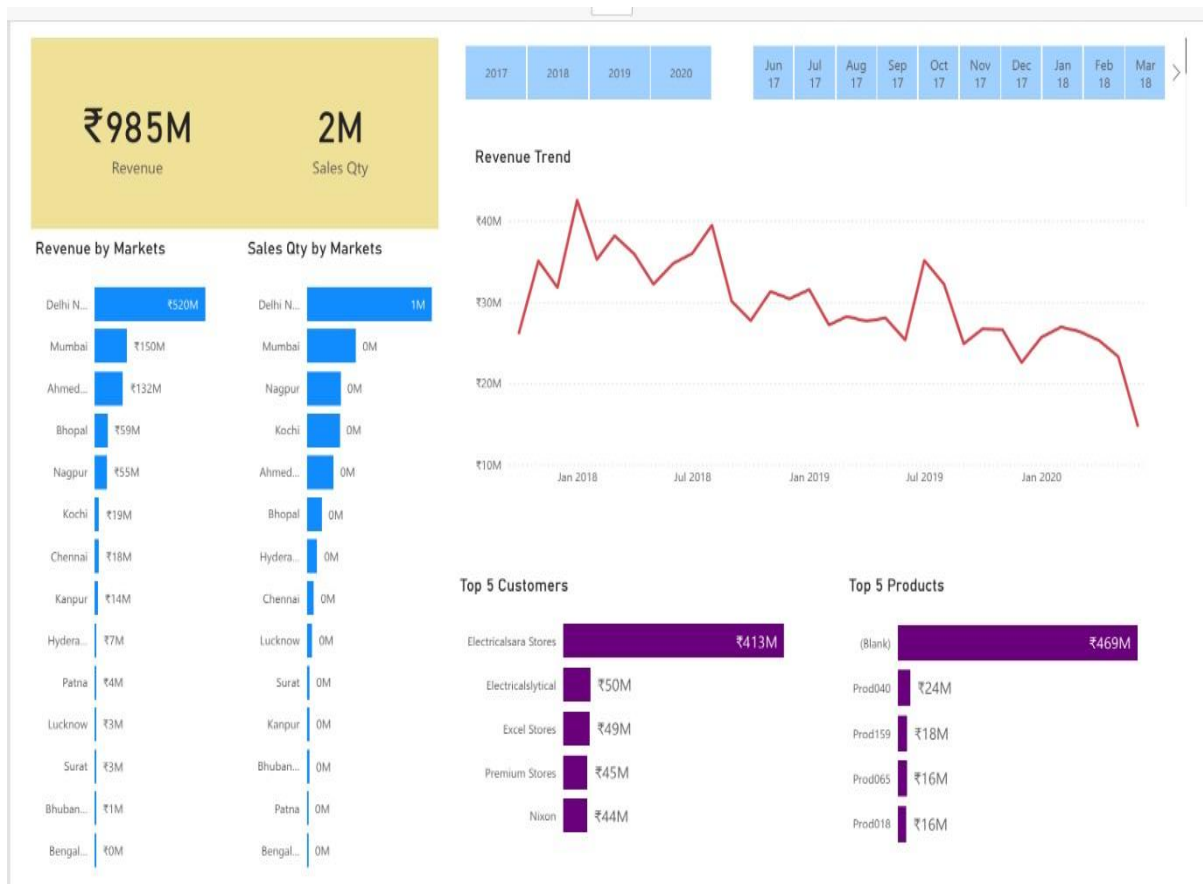 ₹985M
Revenue
2M
Sales Qty
2017 2018 2019 2020
Jun 17 Jul 17 Aug 17 Sep 17 Oct 17 Nov 17 Dec 17 Jan 18 Feb 18 Mar 18
Revenue Trend
₹40M
₹30M
₹20M
₹10M
Jan 2018 Jul 2018 Jan 2019 Jul 2019 Jan 2020
Revenue by Markets
Delhi N... ₹520M
Mumbai ₹150M
Ahmed... ₹132M
Bhopal ₹59M
Nagpur ₹55M
Kochi ₹19M
Chennai ₹18M
Kanpur ₹14M
Hydera... ₹7M
Patna ₹4M
Lucknow ₹3M
Surat ₹3M
Bhuban... ₹1M
Bengal... ₹0M
Sales Qty by Markets
Delhi N... 1M
Mumbai 0M
Nagpur 0M
Kochi 0M
Ahmed... 0M
Bhopal 0M
Hydera... 0M
Chennai 0M
Lucknow 0M
Surat 0M
Kanpur 0M
Bhuban... 0M
Patna 0M
Bengal... 0M
Top 5 Customers
Electricalsara Stores ₹413M
Electricalslytical ₹50M
Excel Stores ₹49M
Premium Stores ₹45M
Nixon ₹44M
Top 5 Products
(Blank) ₹469M
Prod040 ₹24M
Prod159 ₹18M
Prod065 ₹16M
Prod018 ₹16M